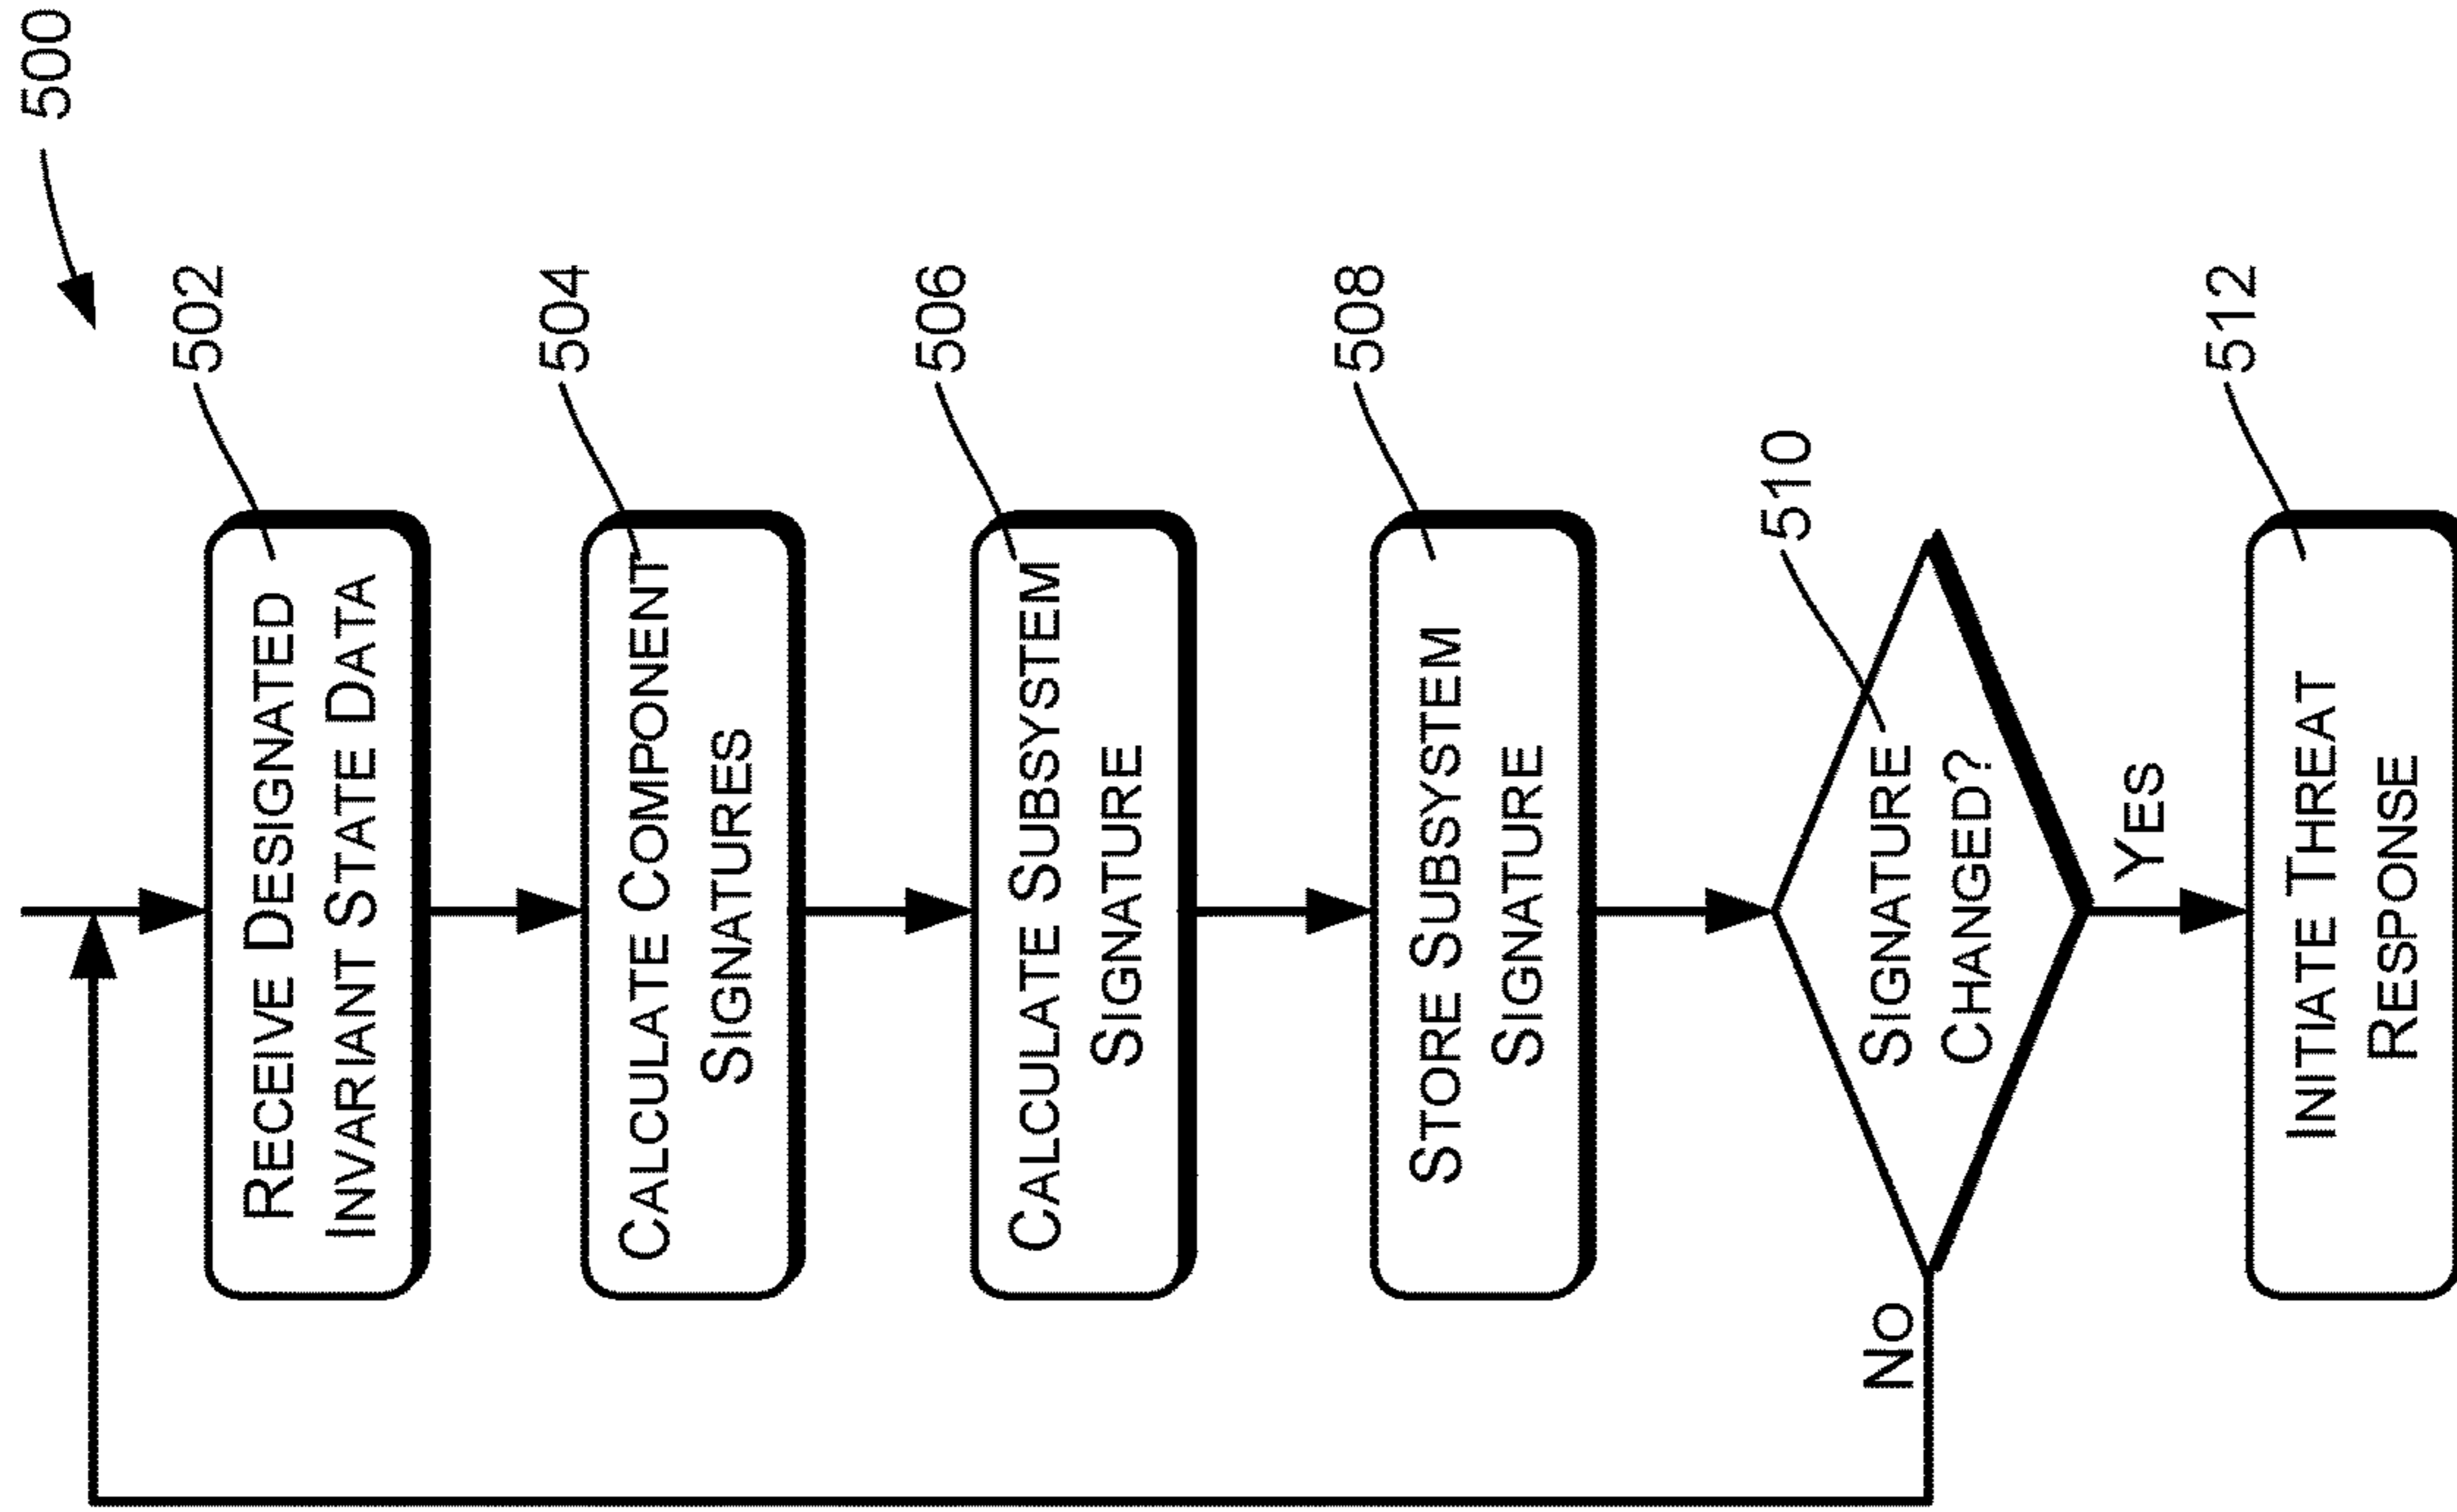 500
502
RECEIVE DESIGNATED
INVARIANT STATE DATA
504
CALCULATE COMPONENT
SIGNATURES
506
CALCULATE SUBSYSTEM
SIGNATURE
508
STORE SUBSYSTEM
SIGNATURE
510
SIGNATURE
CHANGED?
NO
YES
512
INITIATE THREAT
RESPONSE